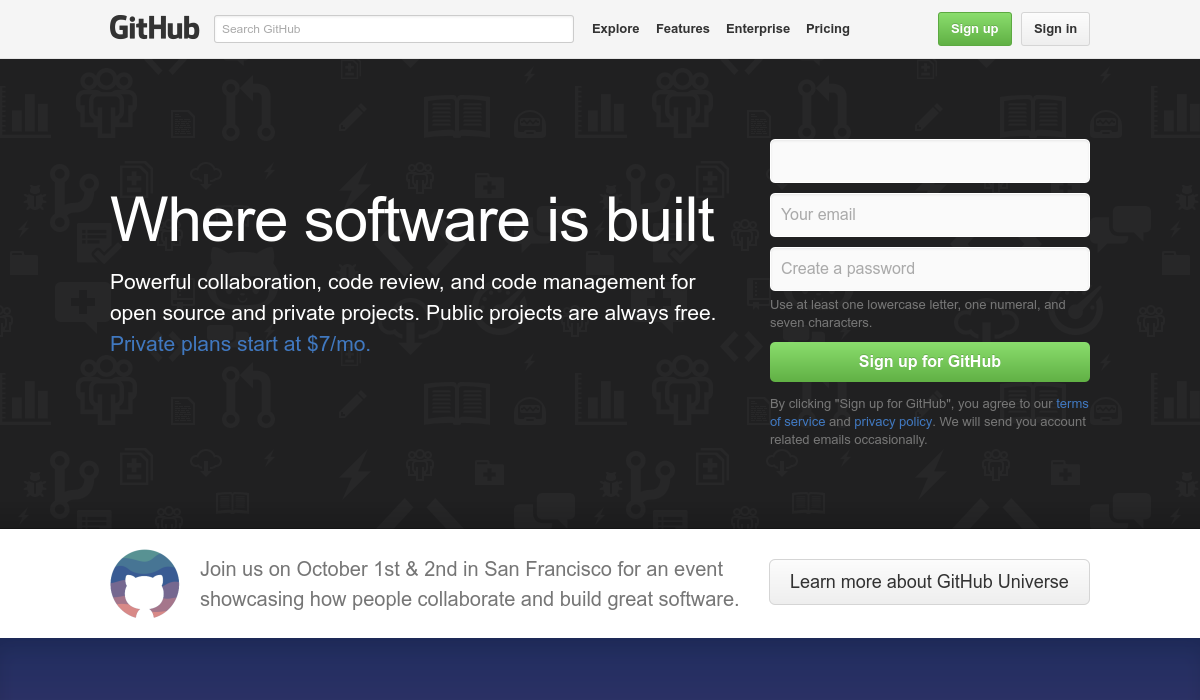 GitHub
Search GitHub
Explore Features Enterprise Pricing
Sign up Sign in
Where software is built
Powerful collaboration, code review, and code management for
open source and private projects. Public projects are always free.
Private plans start at $7/mo.
Your email
Create a password
Use at least one lowercase letter, one numeral, and
seven characters.
Sign up for GitHub
By clicking "Sign up for GitHub", you agree to our terms
of service and privacy policy. We will send you account
related emails occasionally.
Join us on October 1st & 2nd in San Francisco for an event
showcasing how people collaborate and build great software.
Learn more about GitHub Universe